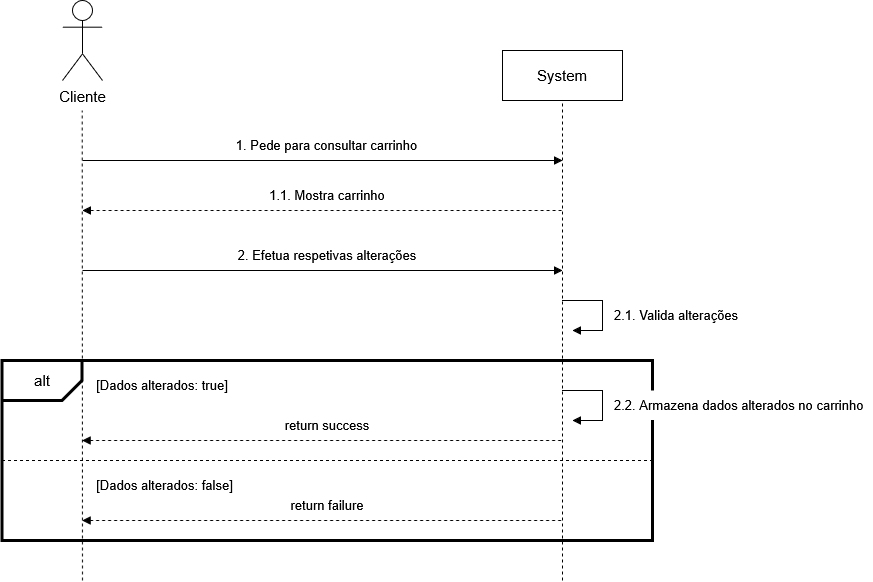 Cliente
System
1. Pede para consultar carrinho
1.1. Mostra carrinho
2. Efetua respetivas alterações
2.1. Valida alterações
alt
[Dados alterados: true]
2.2. Armazena dados alterados no carrinho
return success
[Dados alterados: false]
return failure